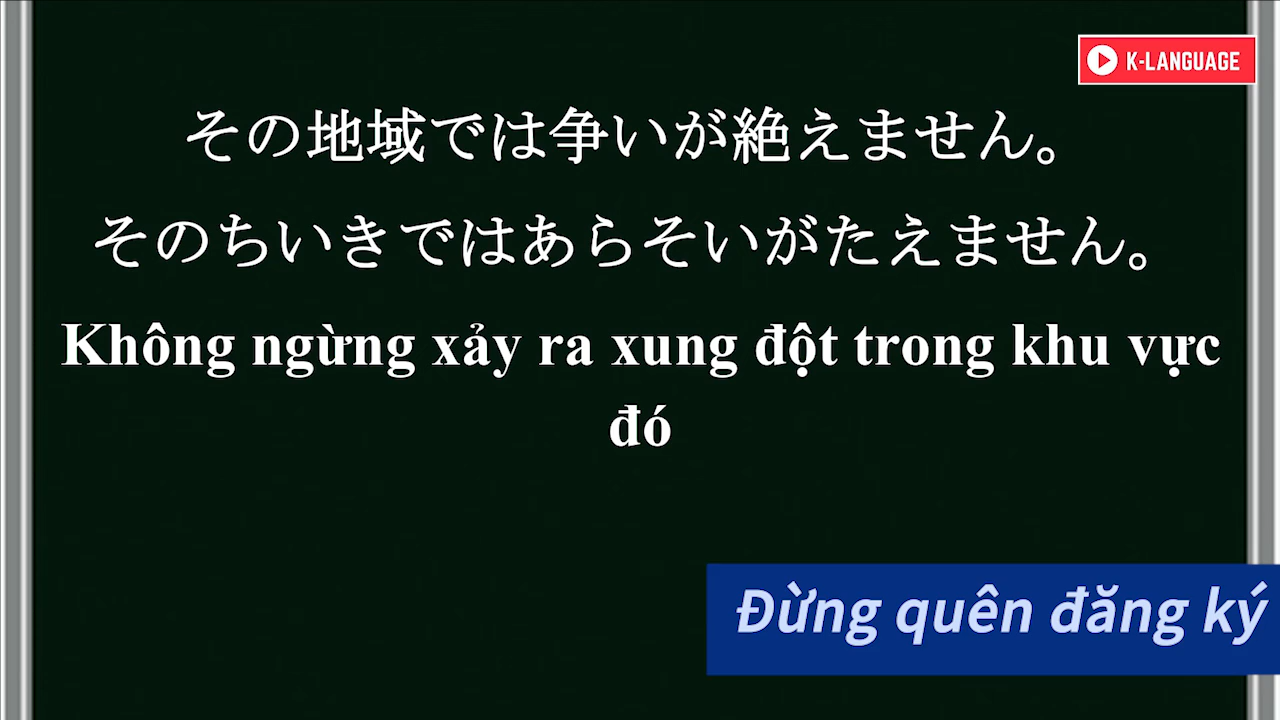 K-LANGUAGE
その地域では争いが絶えません。
そのちいきではあらそいがたえません。
Không ngừng xảy ra xung đột trong khu vực
đó
Đừng quên đăng ký